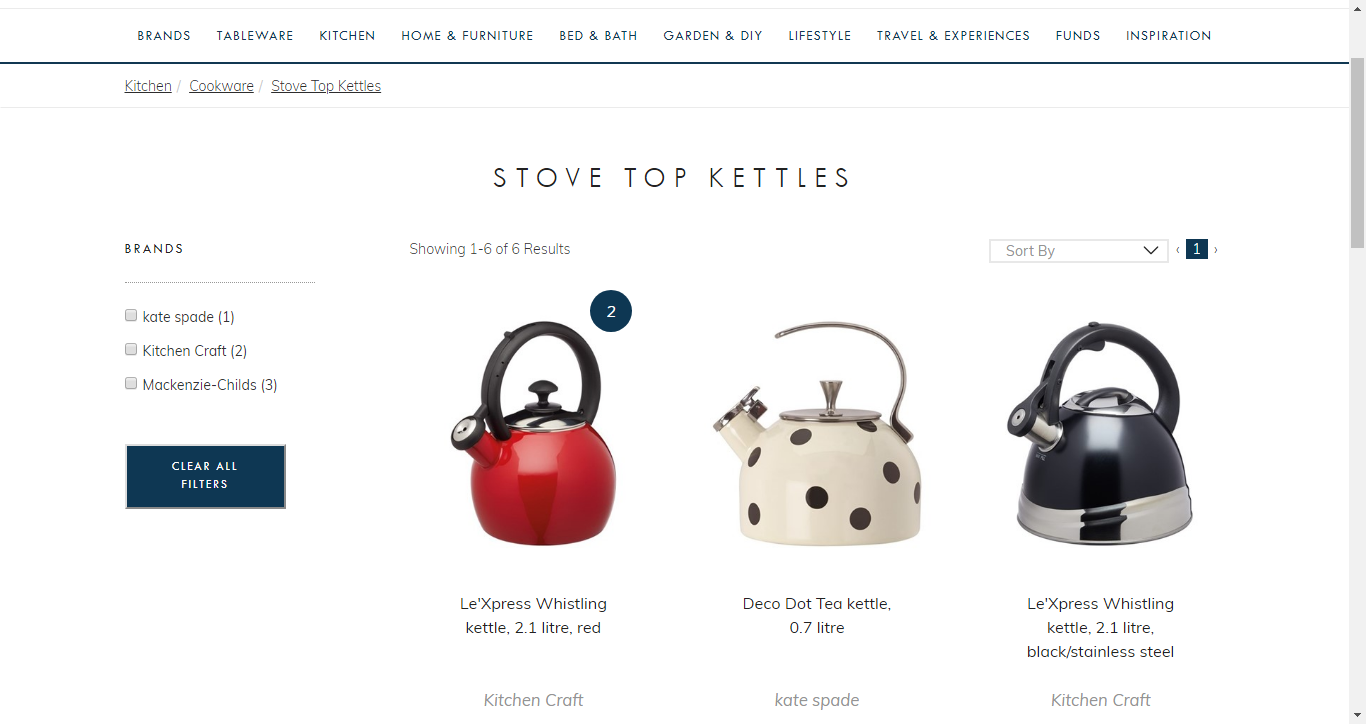 BRANDS TABLEWARE KITCHEN HOME & FURNITURE BED & BATH GARDEN & DIY LIFESTYLE TRAVEL & EXPERIENCES FUNDS INSPIRATION
Kitchen / Cookware / Stove Top Kettles
STOVE TOP KETTLES
BRANDS
kate spade (1)
Kitchen Craft (2)
Mackenzie-Childs (3)
CLEAR ALL
FILTERS
Showing 1-6 of 6 Results
Sort By
‹ 1 ›
2
Le'Xpress Whistling
kettle, 2.1 litre, red
Kitchen Craft
Deco Dot Tea kettle,
0.7 litre
kate spade
Le'Xpress Whistling
kettle, 2.1 litre,
black/stainless steel
Kitchen Craft